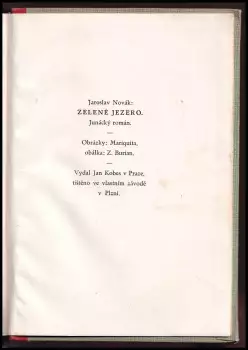 Jaroslav Novák:
ZELENÉ JEZERO.
Junácký román.
—
Obrázky: Mariquita,
obálka: Z. Burian.
—
Vydal Jan Kobes v Praze,
tištěno ve vlastním závodě
v Plzni.